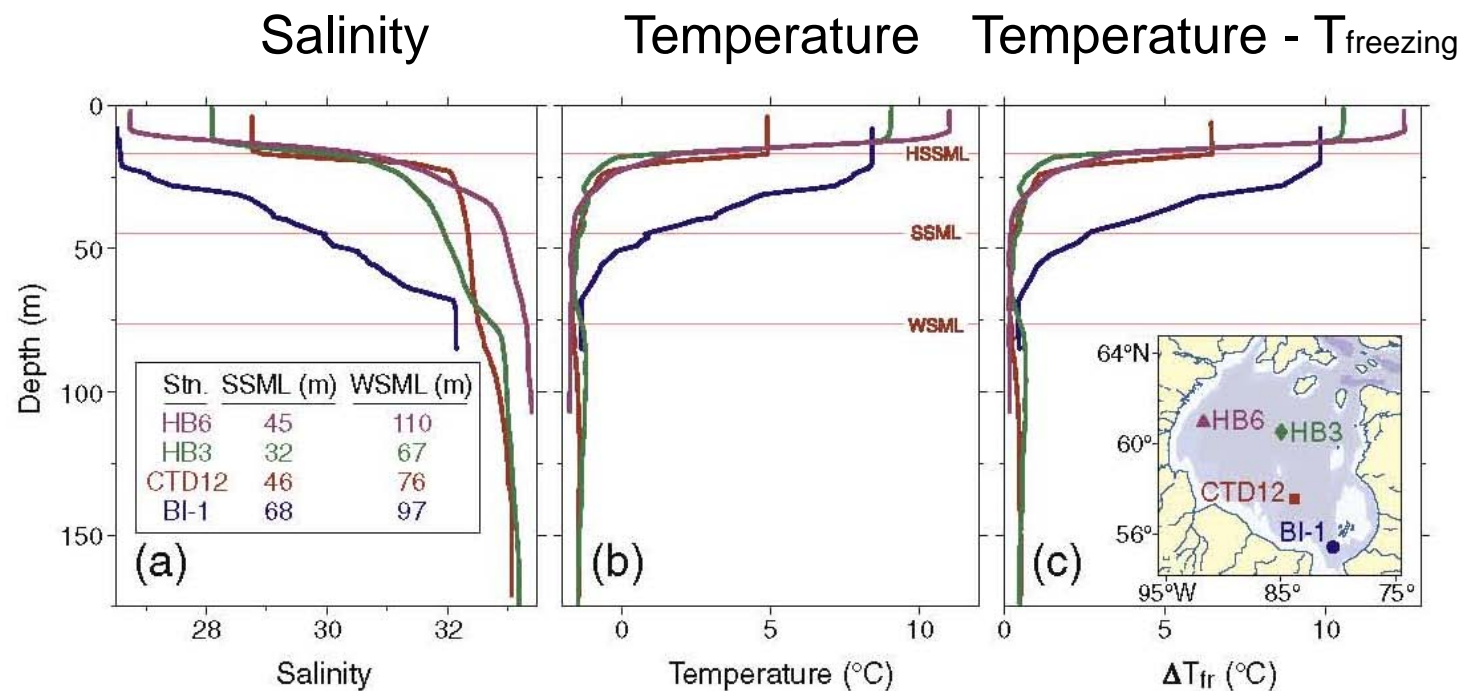 Salinity Temperature Temperature - Tfreezing
0
50
100
150
Depth (m)
HSSML
SSML
WSML
Stn. SSML (m) WSML (m)
HB6 45 110
HB3 32 67
CTD12 46 76
BI-1 68 97
(a) (b) (c)
64°N
60°
56°
95°W 85° 75°
HB6
HB3
CTD12
BI-1
28 30 32
0 5 10
0 5 10
Salinity Temperature (°C) ΔTfr (°C)